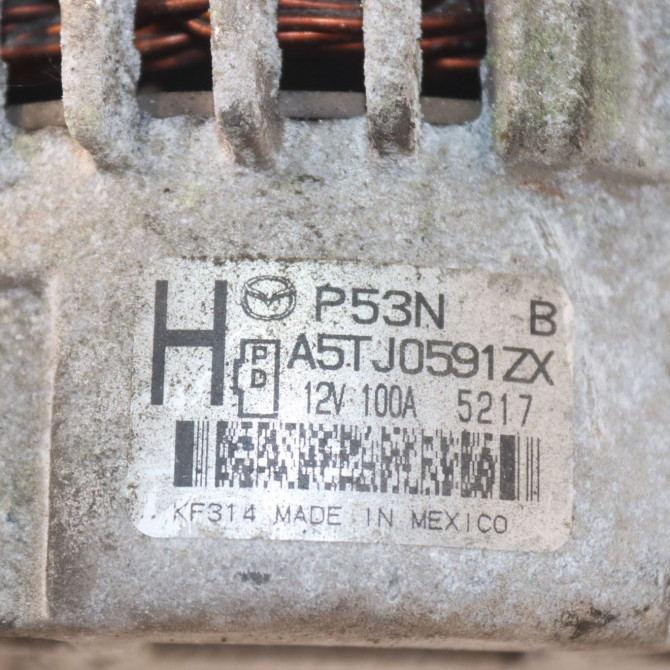 H P53N B
PD A5TJ0591ZX
12V 100A 5217
KF314 MADE IN MEXICO